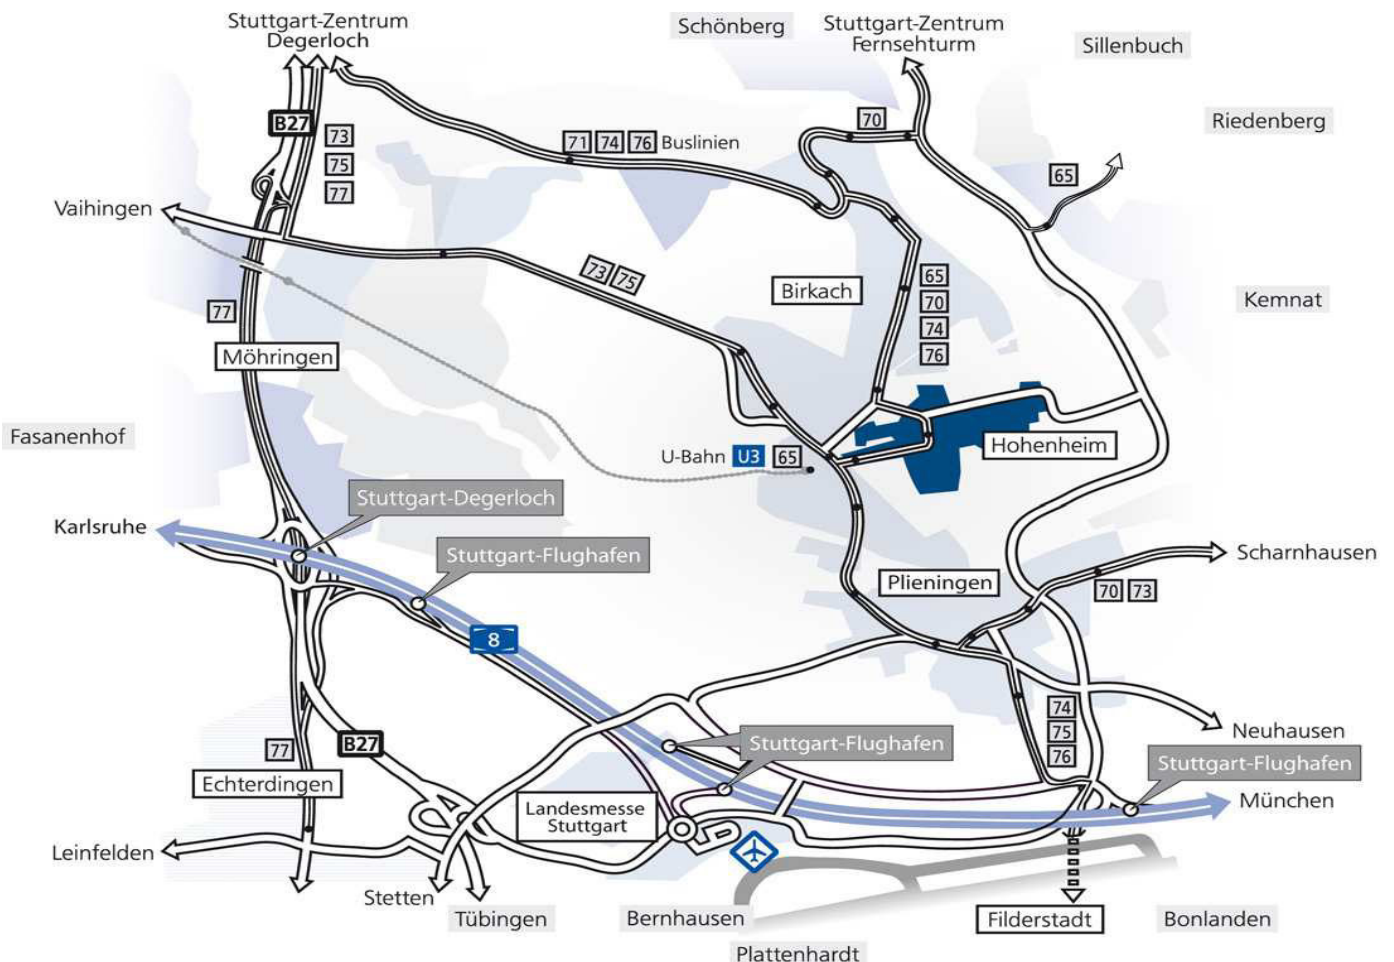 Stuttgart-Zentrum
Degerloch
Schönberg
Stuttgart-Zentrum
Fernsehturm
Sillenbuch
B27
73
75
77
71 74 76 Buslinien
70
Riedenberg
65
Vaihingen
73 75
Birkach
65
70
74
76
Kemnat
77
Möhringen
Fasanenhof
U-Bahn U3 65
Hohenheim
Stuttgart-Degerloch
Karlsruhe
Stuttgart-Flughafen
Scharnhausen
Plieningen
70 73
8
74
75
76
Neuhausen
77
B27
Stuttgart-Flughafen
Stuttgart-Flughafen
Echterdingen
Landesmesse
Stuttgart
München
Leinfelden
Stetten
Tübingen
Bernhausen
Filderstadt
Bonlanden
Plattenhardt